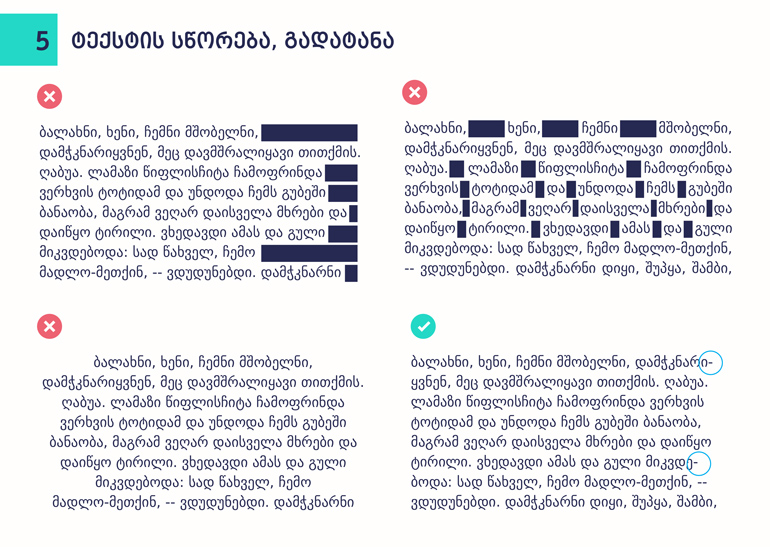 5 ტექსტის სწორება, გადატანა
ბალახნი, ხენი, ჩემნი მშობელნი,
დამჭკნარიყვნენ, მეც დავმშრალიყავი თითქმის.
ღაბუა. ლამაზი წიფლისჩიტა ჩამოფრინდა
ვერხვის ტოტიდამ და უნდოდა ჩემს გუბეში
ბანაობა, მაგრამ ვეღარ დაისველა მხრები და
დაიწყო ტირილი. ვხედავდი ამას და გული
მიკვდებოდა: სად წახველ, ჩემო
მადლო-მეთქინ, -- ვდუდუნებდი. დამჭკნარნი
ბალახნი, ხენი, ჩემნი მშობელნი,
დამჭკნარიყვნენ, მეც დავმშრალიყავი თითქმის.
ღაბუა. ლამაზი წიფლისჩიტა ჩამოფრინდა
ვერხვის ტოტიდამ და უნდოდა ჩემს გუბეში
ბანაობა, მაგრამ ვეღარ დაისველა მხრები და
დაიწყო ტირილი. ვხედავდი ამას და გული
მიკვდებოდა: სად წახველ, ჩემო მადლო-მეთქინ,
-- ვდუდუნებდი. დამჭკნარნი დიყი, შუპყა, შამბი,
ბალახნი, ხენი, ჩემნი მშობელნი,
დამჭკნარიყვნენ, მეც დავმშრალიყავი თითქმის.
ღაბუა. ლამაზი წიფლისჩიტა ჩამოფრინდა
ვერხვის ტოტიდამ და უნდოდა ჩემს გუბეში
ბანაობა, მაგრამ ვეღარ დაისველა მხრები და
დაიწყო ტირილი. ვხედავდი ამას და გული
მიკვდებოდა: სად წახველ, ჩემო
მადლო-მეთქინ, -- ვდუდუნებდი. დამჭკნარნი
ბალახნი, ხენი, ჩემნი მშობელნი, დამჭკნარი-
ყვნენ, მეც დავმშრალიყავი თითქმის. ღაბუა.
ლამაზი წიფლისჩიტა ჩამოფრინდა ვერხვის
ტოტიდამ და უნდოდა ჩემს გუბეში ბანაობა,
მაგრამ ვეღარ დაისველა მხრები და დაიწყო
ტირილი. ვხედავდი ამას და გული მიკვდე-
ბოდა: სად წახველ, ჩემო მადლო-მეთქინ, --
ვდუდუნებდი. დამჭკნარნი დიყი, შუპყა, შამბი,